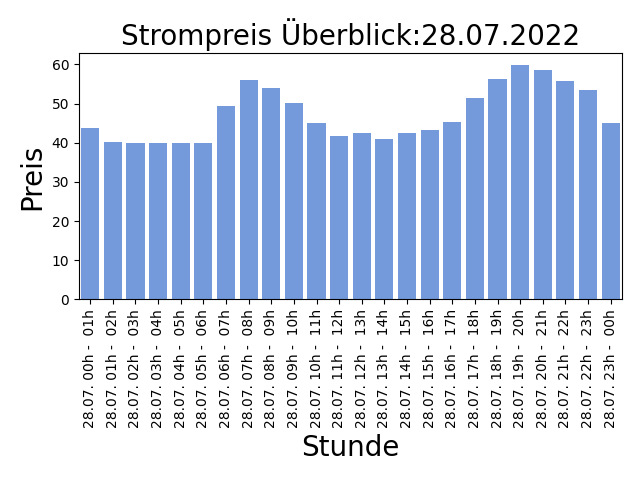 Strompreis Überblick:28.07.2022
Preis
60
50
40
30
20
10
0
28.07. 00h - 01h
28.07. 01h - 02h
28.07. 02h - 03h
28.07. 03h - 04h
28.07. 04h - 05h
28.07. 05h - 06h
28.07. 06h - 07h
28.07. 07h - 08h
28.07. 08h - 09h
28.07. 09h - 10h
28.07. 10h - 11h
28.07. 11h - 12h
28.07. 12h - 13h
28.07. 13h - 14h
28.07. 14h - 15h
28.07. 15h - 16h
28.07. 16h - 17h
28.07. 17h - 18h
28.07. 18h - 19h
28.07. 19h - 20h
28.07. 20h - 21h
28.07. 21h - 22h
28.07. 22h - 23h
28.07. 23h - 00h
Stunde